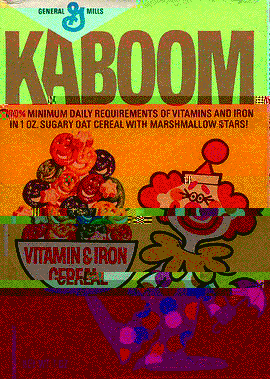 GENERAL MILLS
KABOOM
100% MINIMUM DAILY REQUIREMENTS OF VITAMINS AND IRON
IN 1 OZ. SUGARY OAT CEREAL WITH MARSHMALLOW STARS!
VITAMIN & IRON
CEREAL